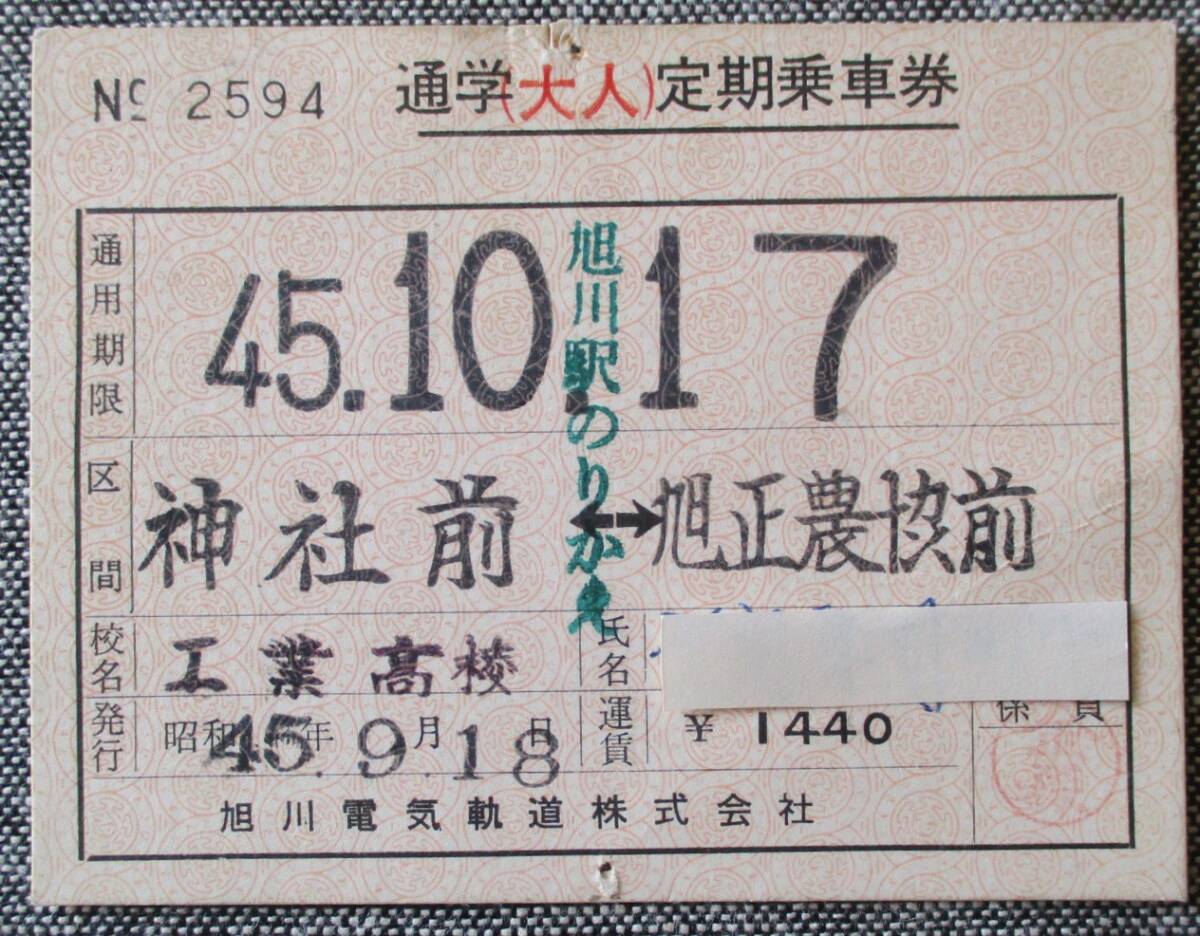 No 2594 通学(大人)定期乗車券
通用期限 45.10.17
旭川駅のりかえ
区間 神社前↔旭正農協前
校名 工業高校 氏名
発行 昭和45年9月18日 運賃 ¥1440 係員
旭川電気軌道株式会社